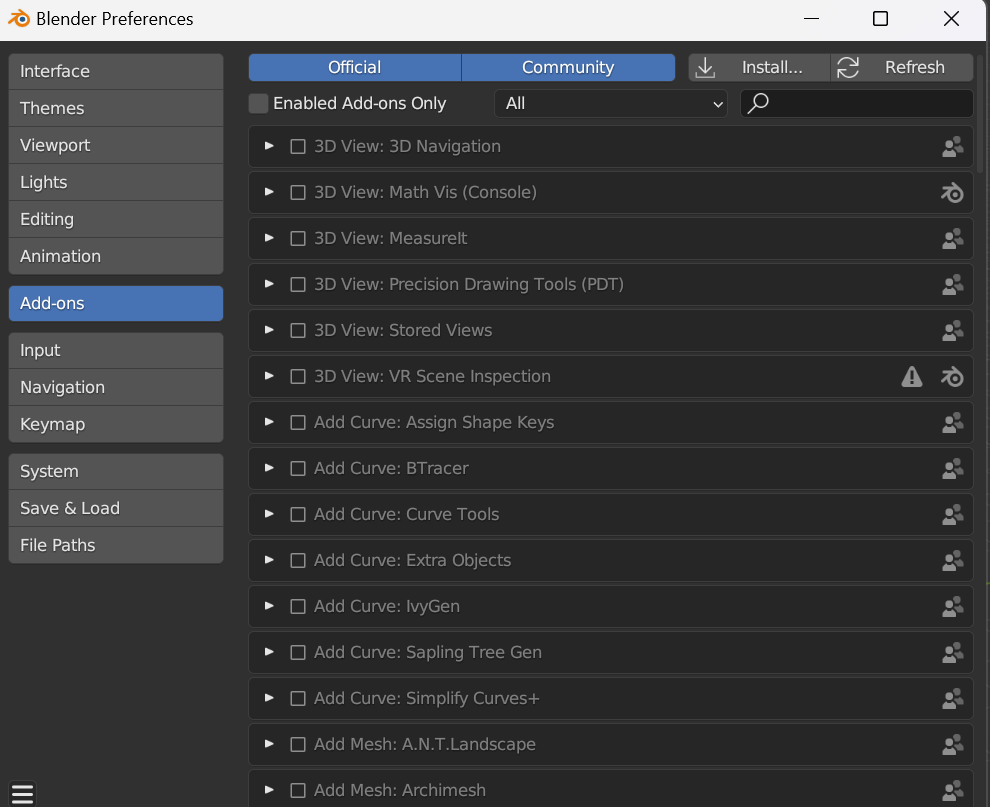 Blender Preferences
Interface
Themes
Viewport
Lights
Editing
Animation
Add-ons
Input
Navigation
Keymap
System
Save & Load
File Paths
Official Community Install... Refresh
Enabled Add-ons Only All
3D View: 3D Navigation
3D View: Math Vis (Console)
3D View: MeasureIt
3D View: Precision Drawing Tools (PDT)
3D View: Stored Views
3D View: VR Scene Inspection
Add Curve: Assign Shape Keys
Add Curve: BTracer
Add Curve: Curve Tools
Add Curve: Extra Objects
Add Curve: IvyGen
Add Curve: Sapling Tree Gen
Add Curve: Simplify Curves+
Add Mesh: A.N.T.Landscape
Add Mesh: Archimesh